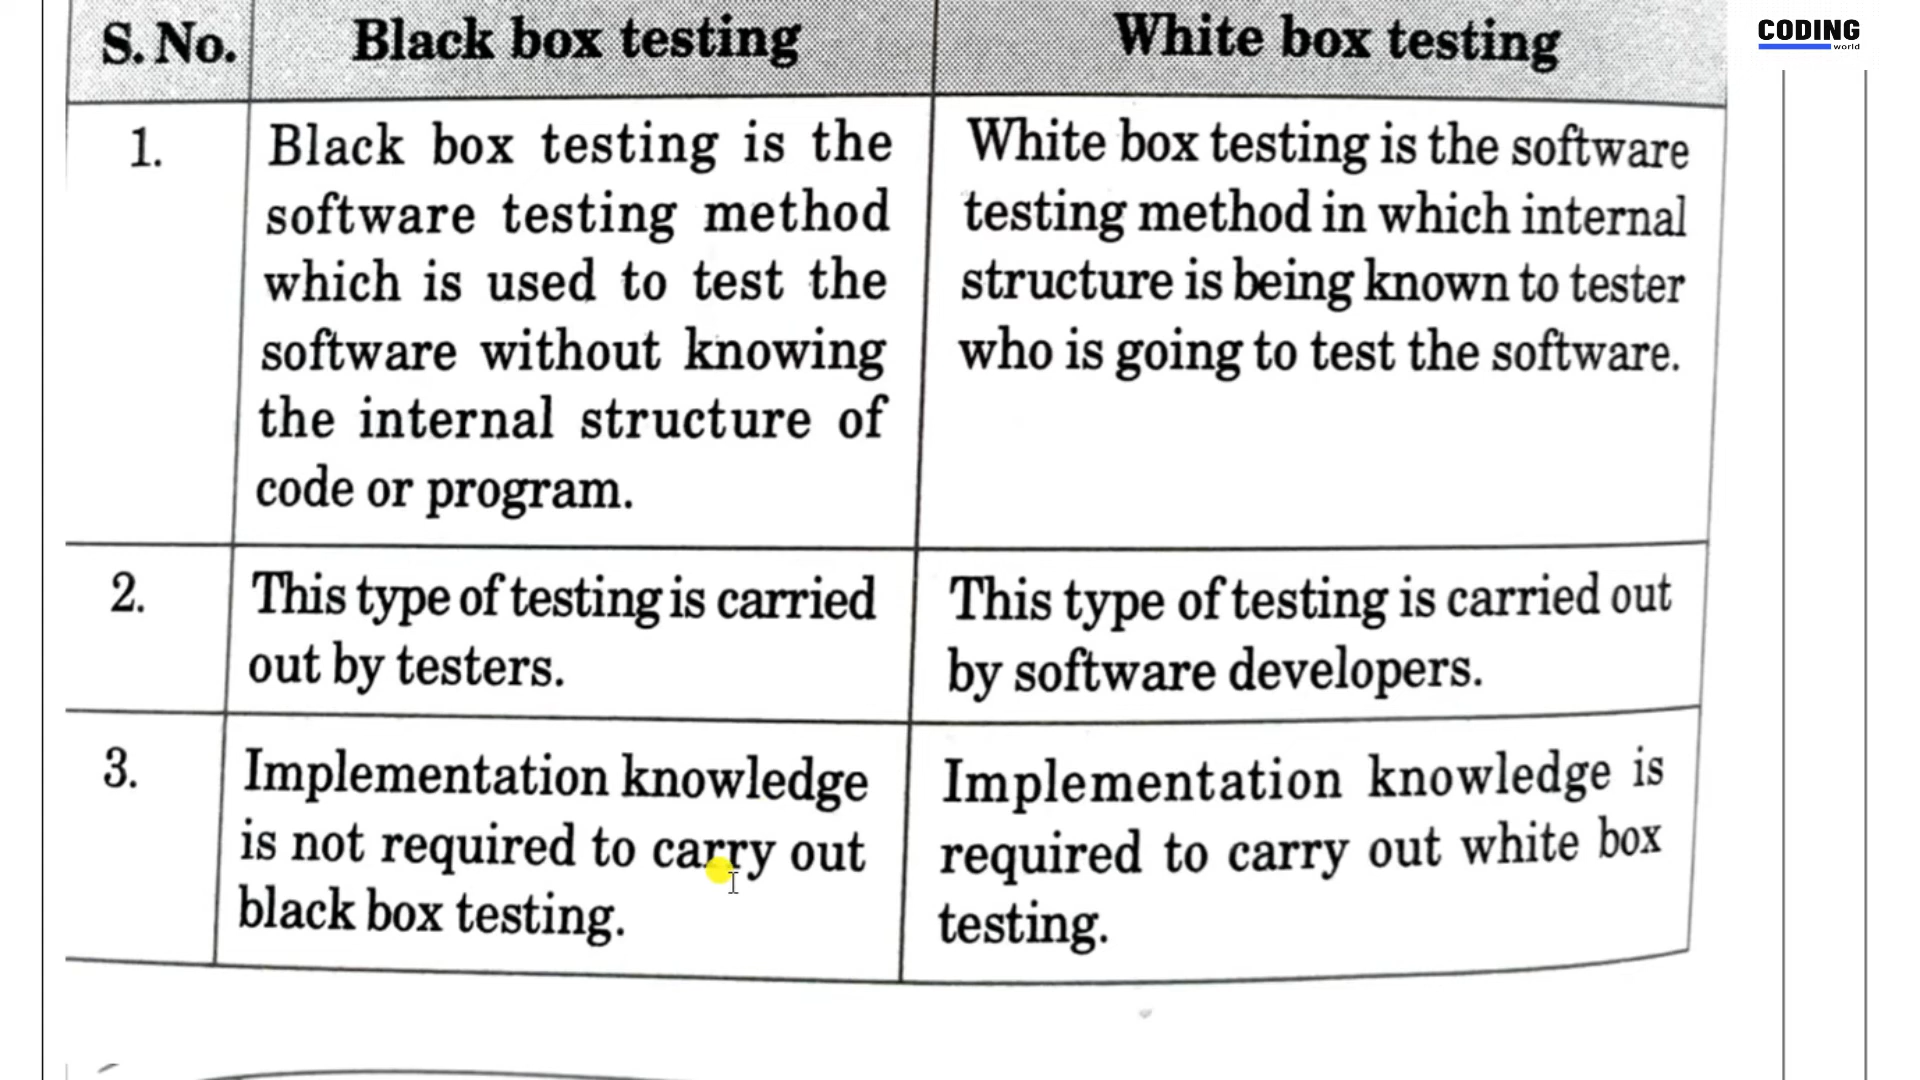 S. No.
Black box testing
White box testing
CODING
world
1.
Black box testing is the
software testing method
which is used to test the
software without knowing
the internal structure of
code or program.
White box testing is the software
testing method in which internal
structure is being known to tester
who is going to test the software.
2.
This type of testing is carried
out by testers.
This type of testing is carried out
by software developers.
3.
Implementation knowledge
is not required to carry out
black box testing.
Implementation knowledge is
required to carry out white box
testing.